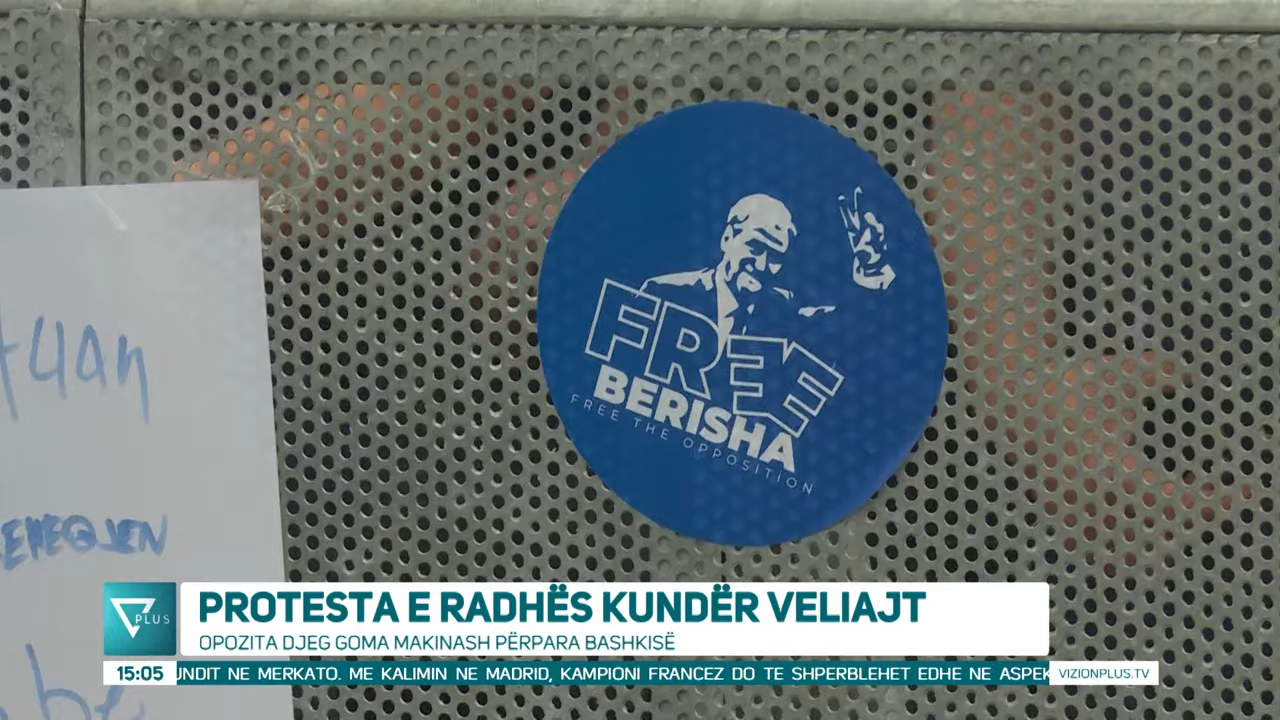 FREE
BERISHA
FREE THE OPPOSITION
PLUS
PROTESTA E RADHËS KUNDËR VELIAJT
OPOZITA DJEG GOMA MAKINASH PËRPARA BASHKISË
15:05 UNDIT NE MERKATO. ME KALIMIN NE MADRID, KAMPIONI FRANCEZ DO TE SHPERBLEHET EDHE NE ASPEK VIZIONPLUS.TV